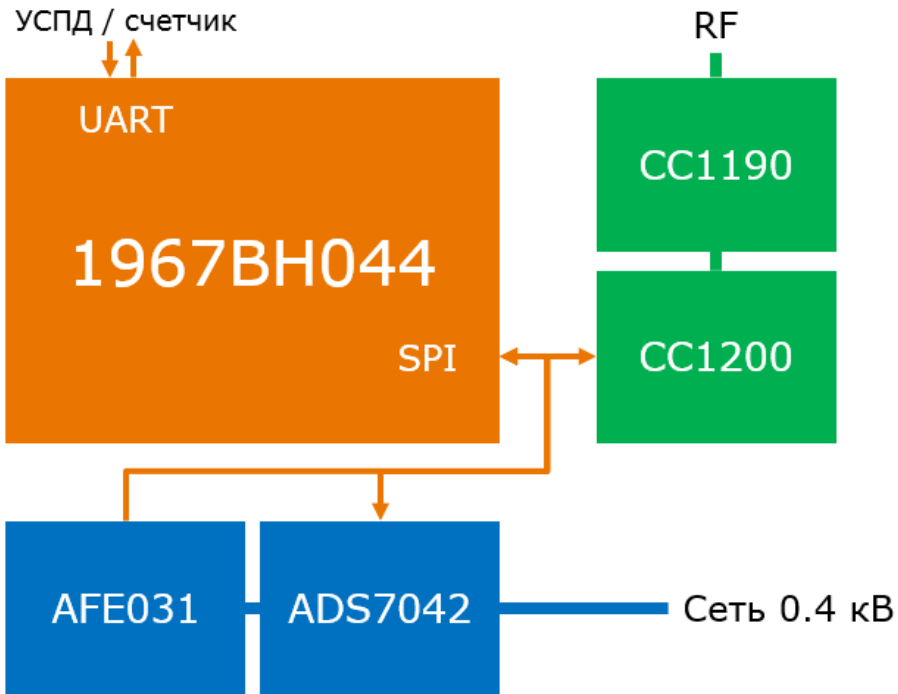 УСПД / счетчик
RF
UART
CC1190
1967ВН044
SPI
CC1200
AFE031
ADS7042
Сеть 0.4 кВ